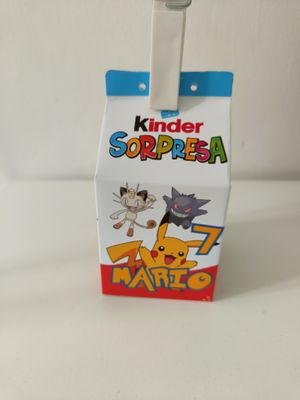 Kinder
SORPRESA
7
MARIO